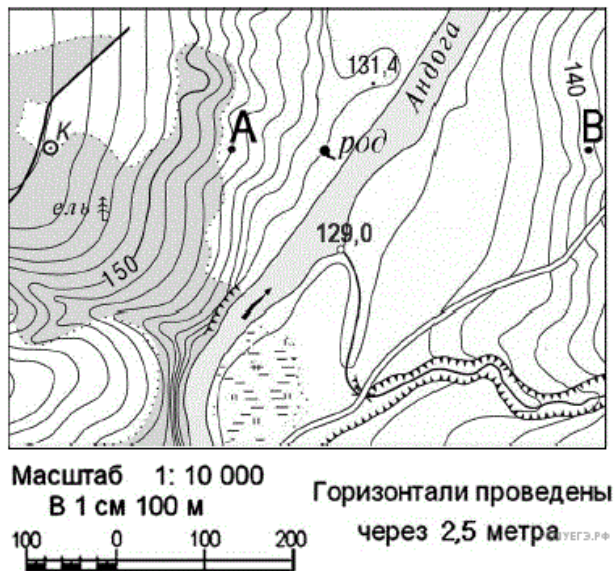 131,4
Андога
140
А
В
К
род
ель
129,0
150
Масштаб 1: 10 000
В 1 см 100 м
Горизонтали проведены
через 2,5 метра
100 0 100 200